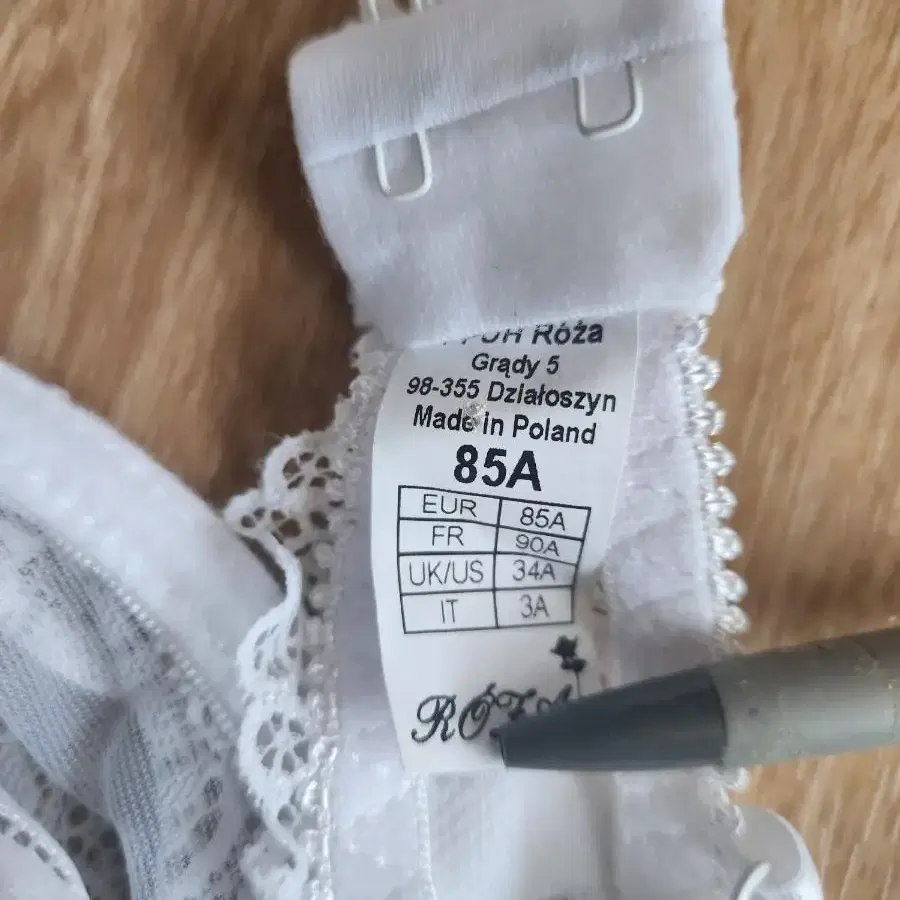 Róża
Grądy 5
98-355 Działoszyn
Made in Poland
85A
EUR 85A
FR 90A
UK/US 34A
IT 3A
RÓŻA